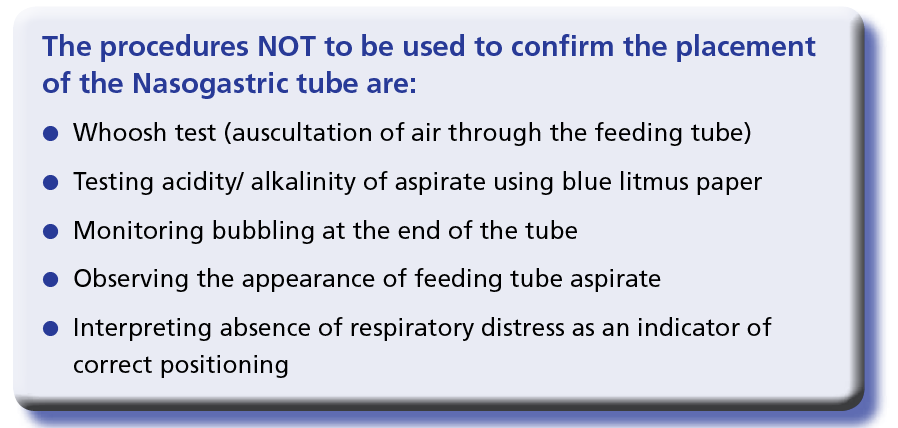 The procedures NOT to be used to confirm the placement
of the Nasogastric tube are:
● Whoosh test (auscultation of air through the feeding tube)
● Testing acidity/ alkalinity of aspirate using blue litmus paper
● Monitoring bubbling at the end of the tube
● Observing the appearance of feeding tube aspirate
● Interpreting absence of respiratory distress as an indicator of
correct positioning